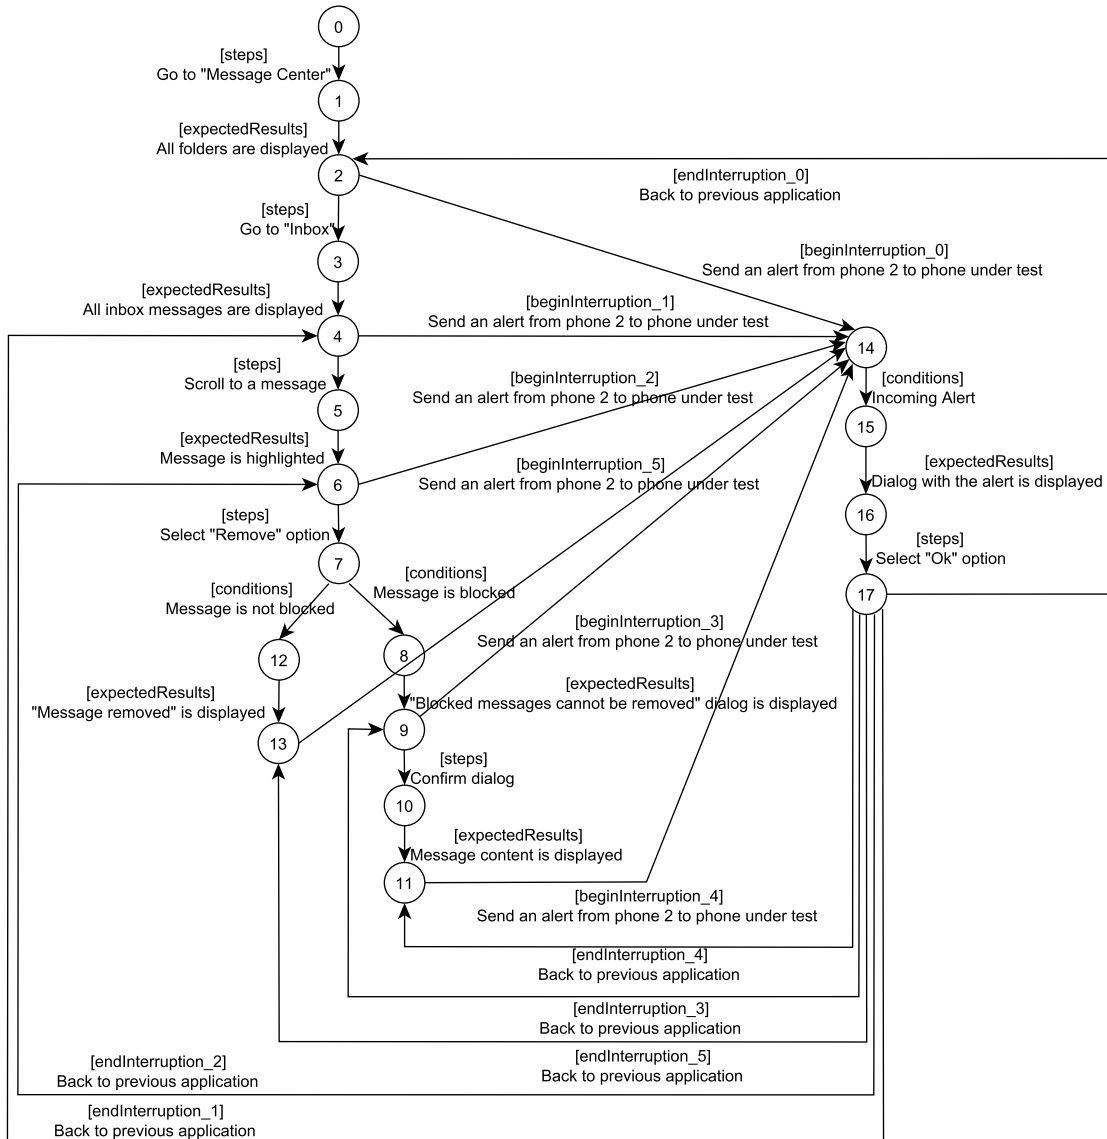 0
[steps]
Go to "Message Center"
1
[expectedResults]
All folders are displayed
2
[endInterruption_0]
Back to previous application
[steps]
Go to "Inbox"
[beginInterruption_0]
Send an alert from phone 2 to phone under test
3
[expectedResults]
All inbox messages are displayed
[beginInterruption_1]
Send an alert from phone 2 to phone under test
4
14
[steps]
Scroll to a message
[beginInterruption_2]
Send an alert from phone 2 to phone under test
[conditions]
Incoming Alert
5
15
[expectedResults]
Message is highlighted
[beginInterruption_5]
Send an alert from phone 2 to phone under test
[expectedResults]
Dialog with the alert is displayed
6
16
[steps]
Select "Remove" option
[steps]
Select "Ok" option
7
17
[conditions]
Message is not blocked
[conditions]
Message is blocked
[beginInterruption_3]
Send an alert from phone 2 to phone under test
12
8
[expectedResults]
"Message removed" is displayed
[expectedResults]
"Blocked messages cannot be removed" dialog is displayed
13
9
[steps]
Confirm dialog
10
[expectedResults]
Message content is displayed
11
[beginInterruption_4]
Send an alert from phone 2 to phone under test
[endInterruption_4]
Back to previous application
[endInterruption_3]
Back to previous application
[endInterruption_2]
Back to previous application
[endInterruption_5]
Back to previous application
[endInterruption_1]
Back to previous application